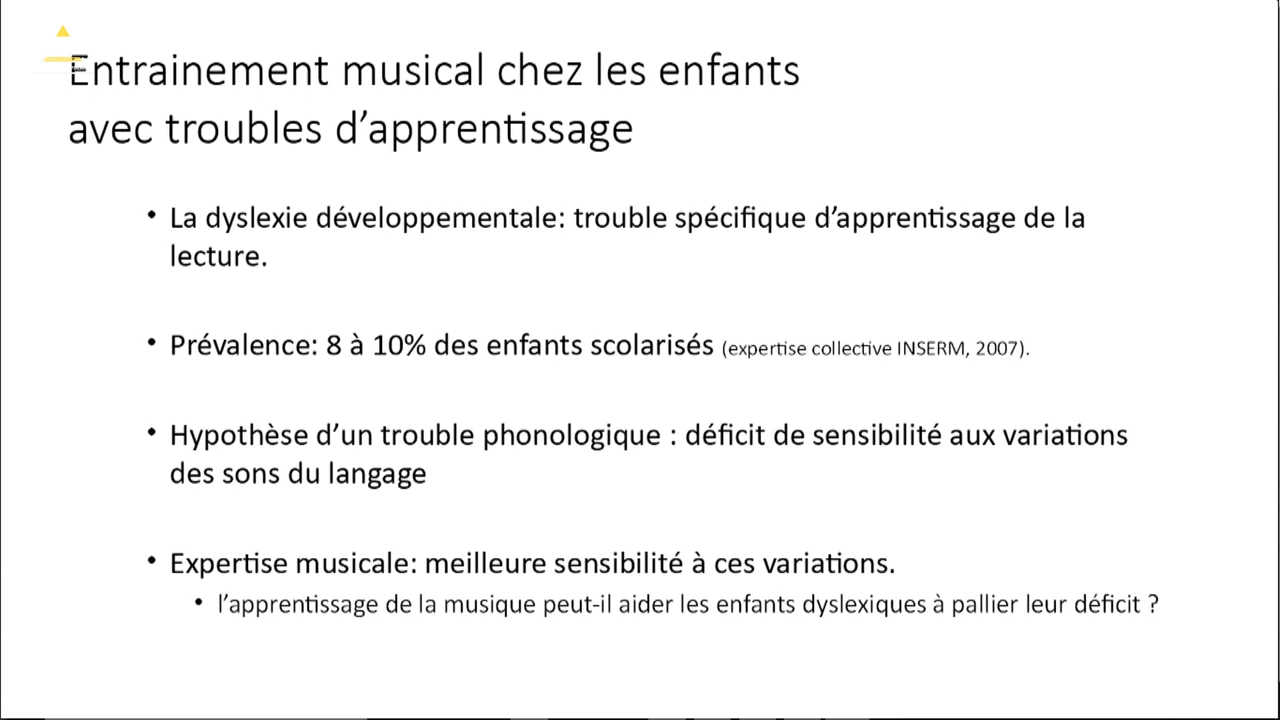 Entrainement musical chez les enfants
avec troubles d’apprentissage
• La dyslexie développementale: trouble spécifique d’apprentissage de la
lecture.
• Prévalence: 8 à 10% des enfants scolarisés (expertise collective INSERM, 2007).
• Hypothèse d’un trouble phonologique : déficit de sensibilité aux variations
des sons du langage
• Expertise musicale: meilleure sensibilité à ces variations.
• l’apprentissage de la musique peut-il aider les enfants dyslexiques à pallier leur déficit ?